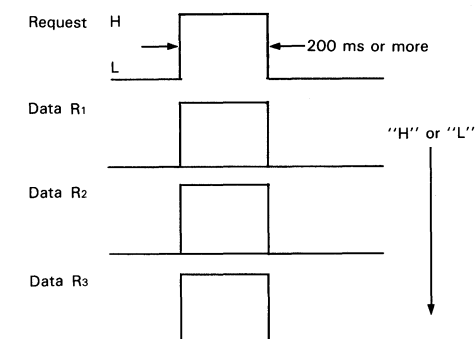 Request H
200 ms or more
L
Data R1
"H" or "L"
Data R2
Data R3